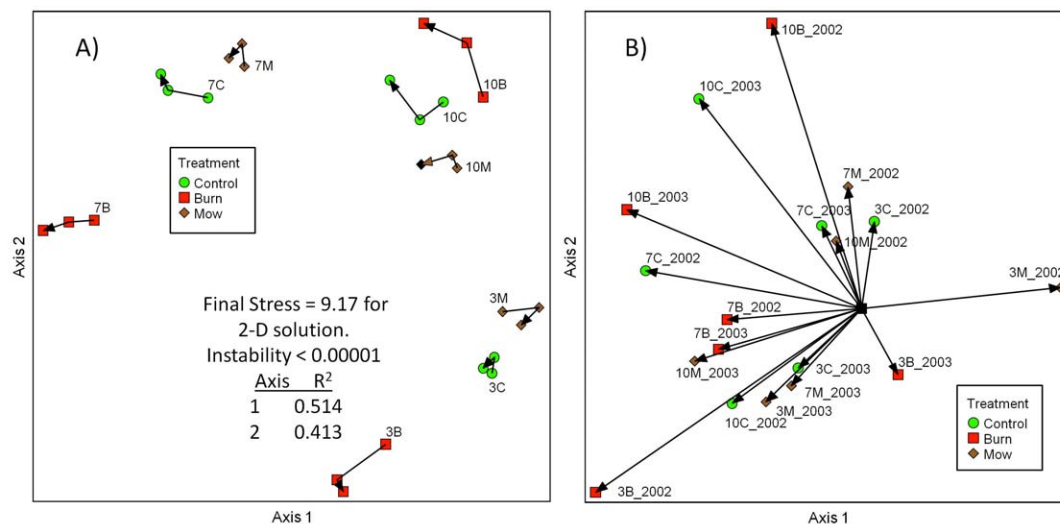 A)
7M
7C
10B
10C
10M
Treatment
Control
Burn
Mow
7B
3M
3C
3B
Final Stress = 9.17 for
2-D solution.
Instability < 0.00001
Axis R²
1 0.514
2 0.413
Axis 2
Axis 1
B)
10B_2002
10C_2003
7M_2002
10B_2003
7C_2003
3C_2002
10M_2002
7C_2002
3M_2002
7B_2002
7B_2003
10M_2003
3C_2003
3B_2003
7M_2003
3M_2003
10C_2002
3B_2002
Treatment
Control
Burn
Mow
Axis 2
Axis 1